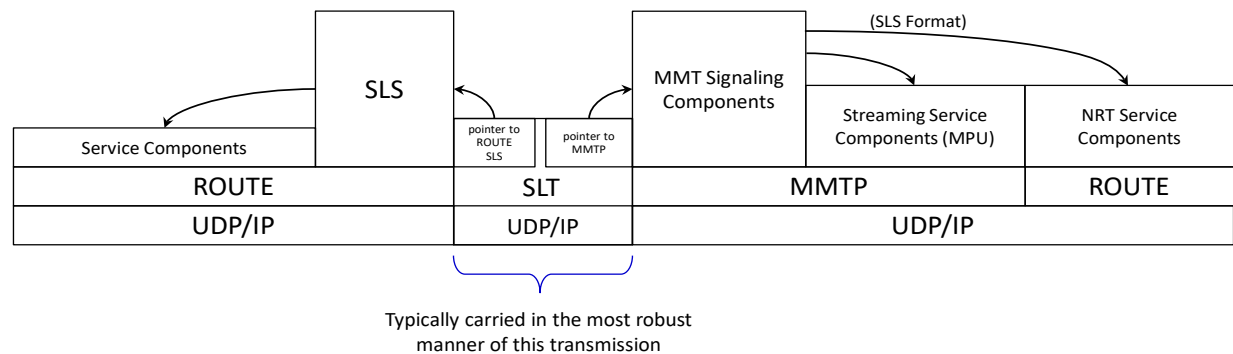 (SLS Format)
SLS
MMT Signaling
Components
Service Components
pointer to
ROUTE
SLS
pointer to
MMTP
Streaming Service
Components (MPU)
NRT Service
Components
ROUTE
SLT
MMTP
ROUTE
UDP/IP
UDP/IP
UDP/IP
Typically carried in the most robust
manner of this transmission